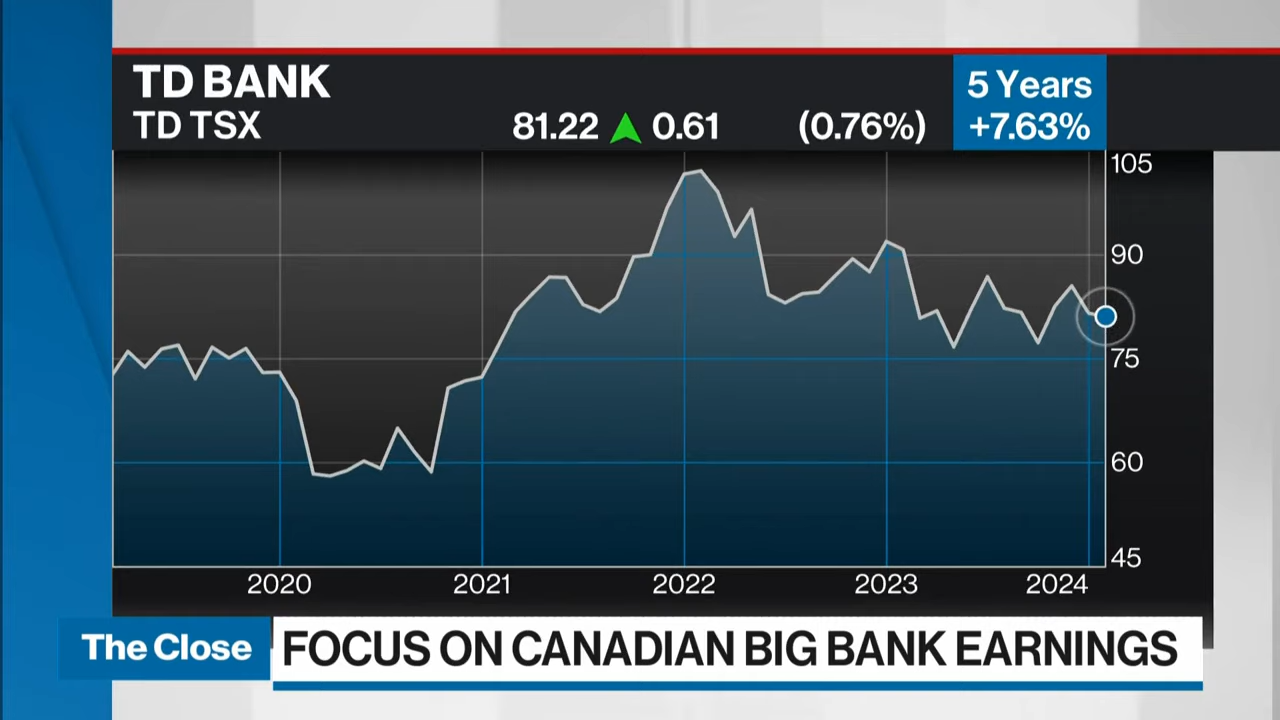 TD BANK
TD TSX
81.22 ▲ 0.61 (0.76%)
5 Years
+7.63%
105
90
75
60
45
2020 2021 2022 2023 2024
The Close
FOCUS ON CANADIAN BIG BANK EARNINGS